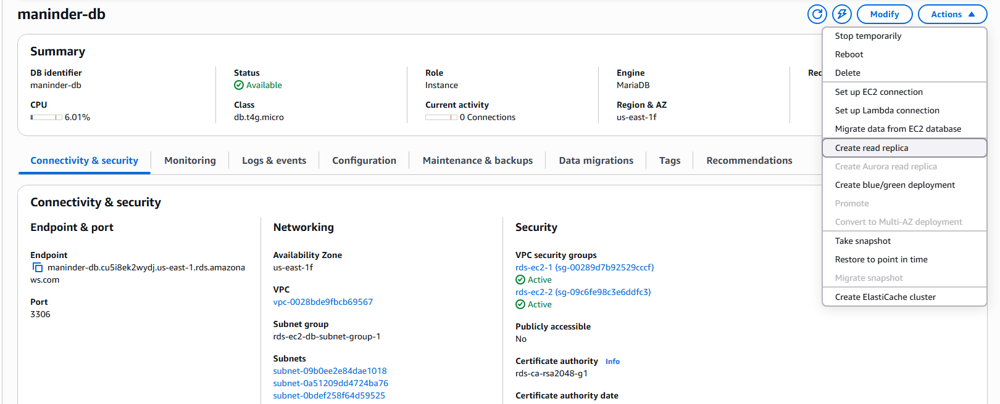 maninder-db
Modify
Actions
Summary
DB identifier
maninder-db
Status
Available
Role
Instance
Engine
MariaDB
Rec
CPU
6.01%
Class
db.t4g.micro
Current activity
0 Connections
Region & AZ
us-east-1f
Stop temporarily
Reboot
Delete
Set up EC2 connection
Set up Lambda connection
Migrate data from EC2 database
Create read replica
Create Aurora read replica
Create blue/green deployment
Promote
Convert to Multi-AZ deployment
Take snapshot
Restore to point in time
Migrate snapshot
Create ElastiCache cluster
Connectivity & security
Monitoring
Logs & events
Configuration
Maintenance & backups
Data migrations
Tags
Recommendations
Connectivity & security
Endpoint & port
Endpoint
maninder-db.cu5i8ek2wydj.us-east-1.rds.amazona
ws.com
Port
3306
Networking
Availability Zone
us-east-1f
VPC
vpc-0028bde9fbcb69567
Subnet group
rds-ec2-db-subnet-group-1
Subnets
subnet-09b0ee2e84dae1018
subnet-0a51209dd4724ba76
subnet-0bdef258f64d59525
Security
VPC security groups
rds-ec2-1 (sg-00289d7b92529cccf)
Active
rds-ec2-2 (sg-09c6fe98c3e6ddfc3)
Active
Publicly accessible
No
Certificate authority Info
rds-ca-rsa2048-g1
Certificate authority date